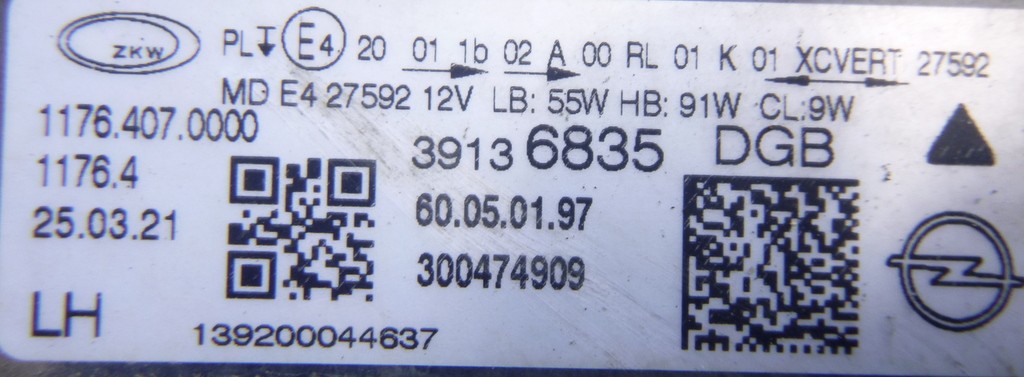 ZKW PL E4 20 01 1b 02 A 00 RL 01 K 01 XCVERT 27592
MD E4 27592 12V LB: 55W HB: 91W CL:9W
1176.407.0000
39136835 DGB
1176.4
60.05.01.97
25.03.21
300474909
LH
139200044637